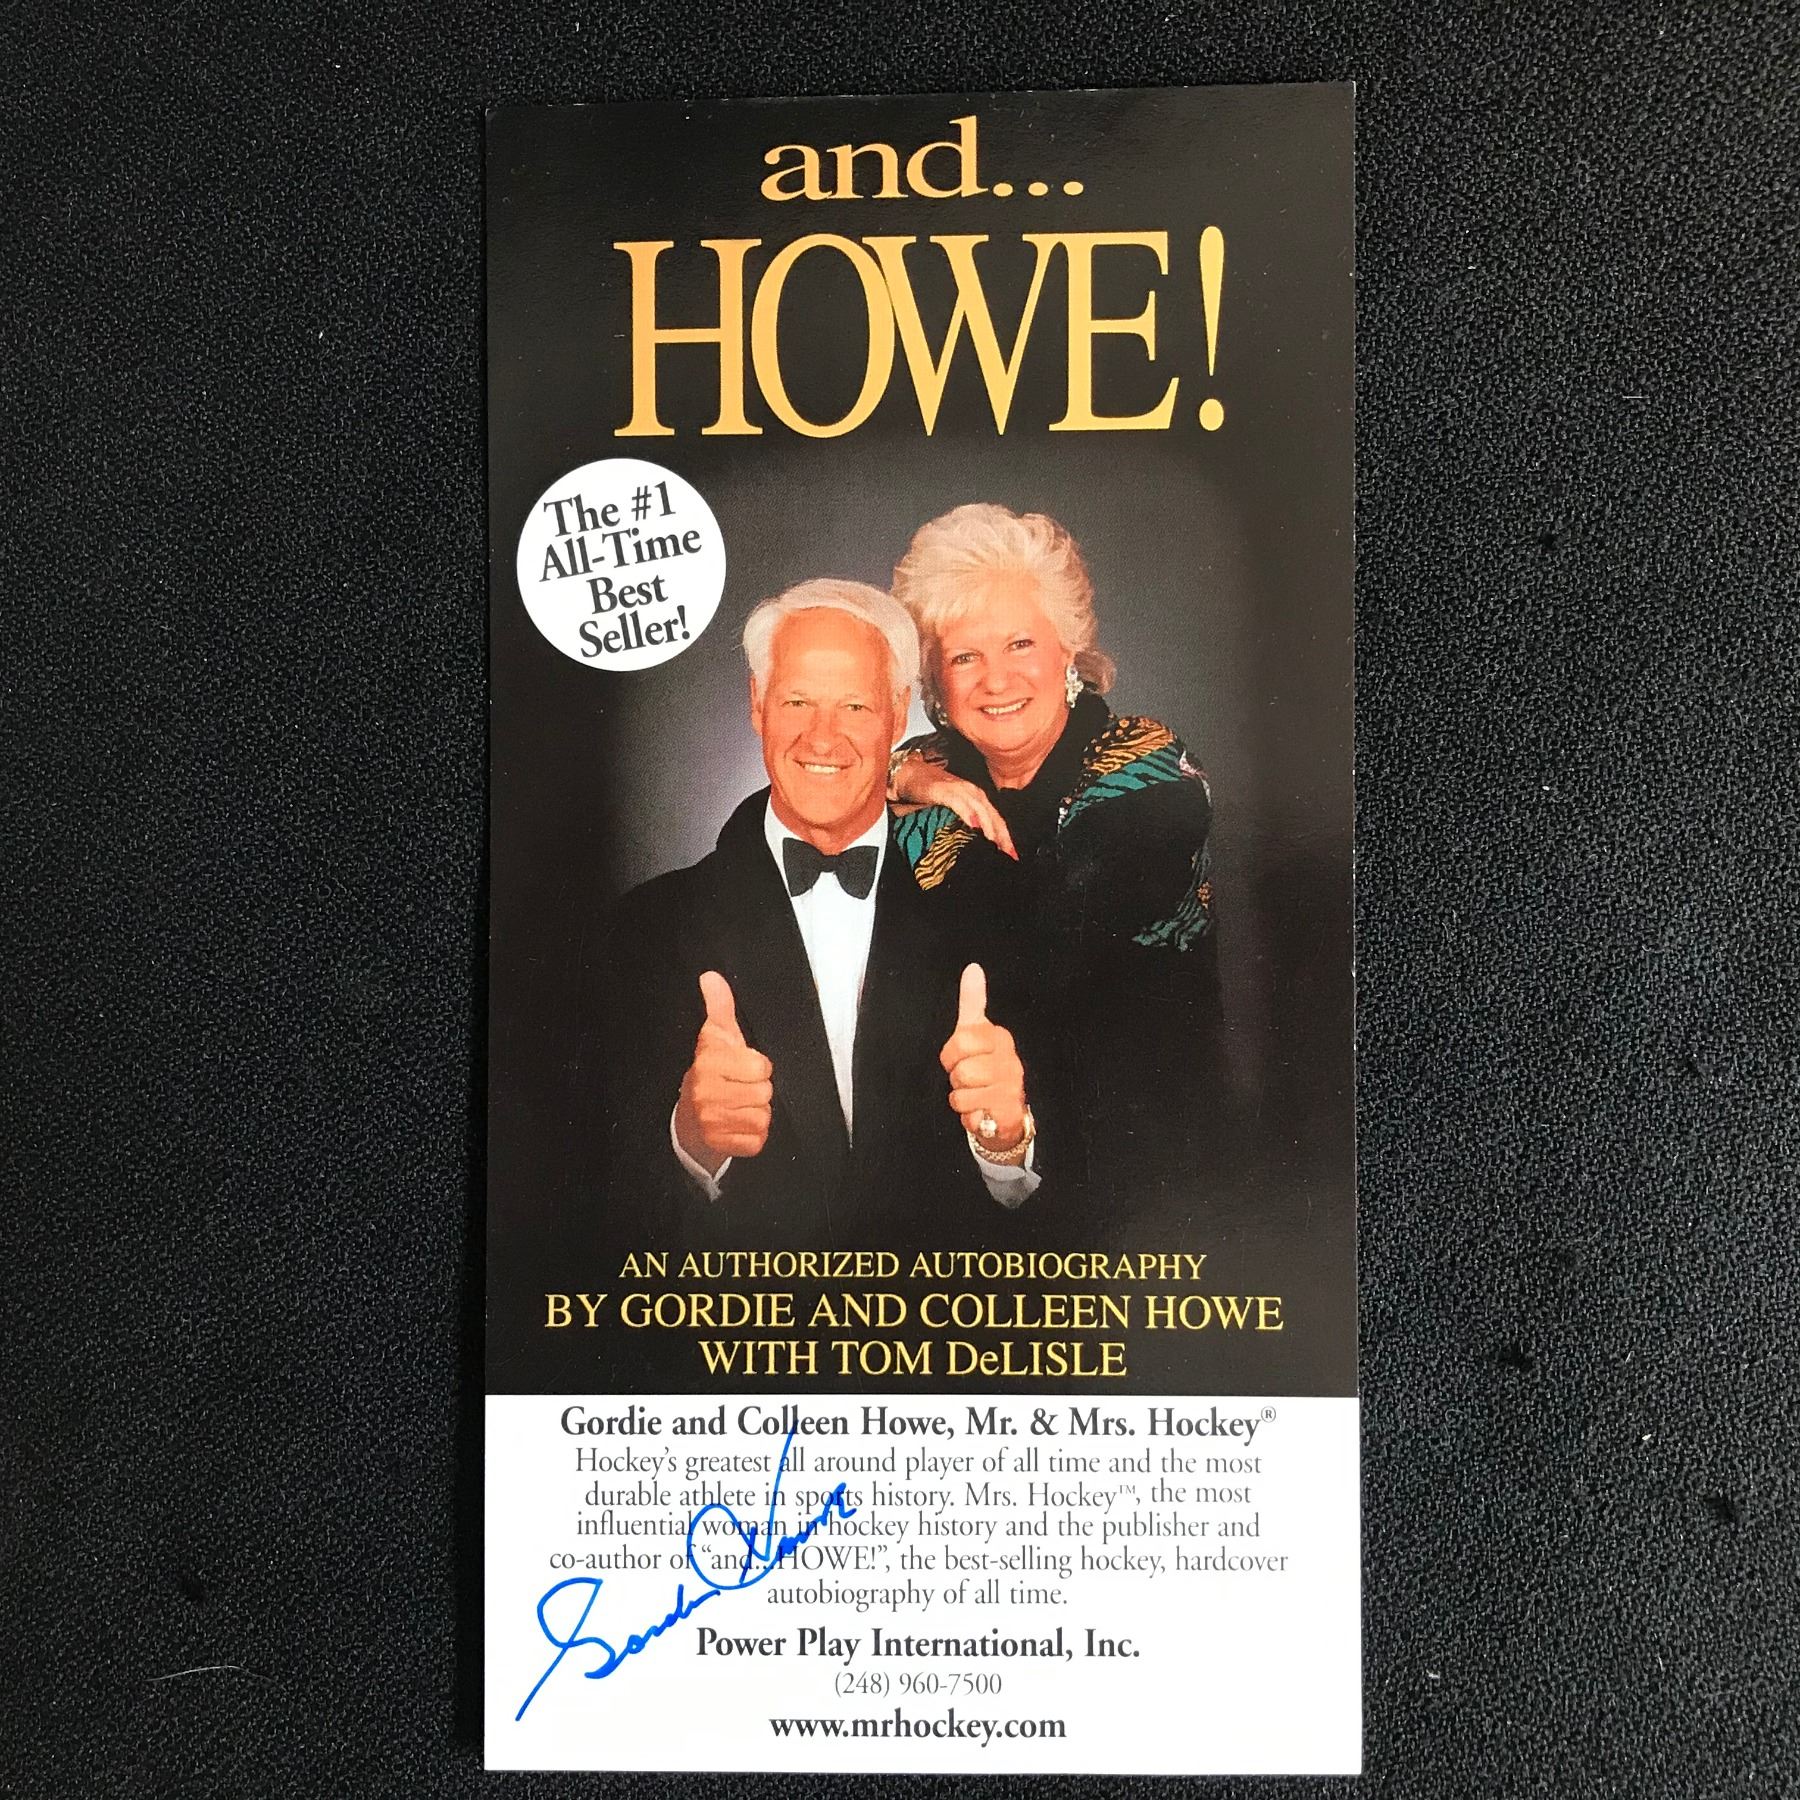 and...
HOWE!
The #1
All-Time
Best
Seller!
AN AUTHORIZED AUTOBIOGRAPHY
BY GORDIE AND COLLEEN HOWE
WITH TOM DeLISLE
Gordie and Colleen Howe, Mr. & Mrs. Hockey®
Hockey's greatest all around player of all time and the most
durable athlete in sports history. Mrs. Hockey™, the most
influential woman in hockey history and the publisher and
co-author of "and...HOWE!", the best-selling hockey, hardcover
autobiography of all time.
Gordie Howe
Power Play International, Inc.
(248) 960-7500
www.mrhockey.com